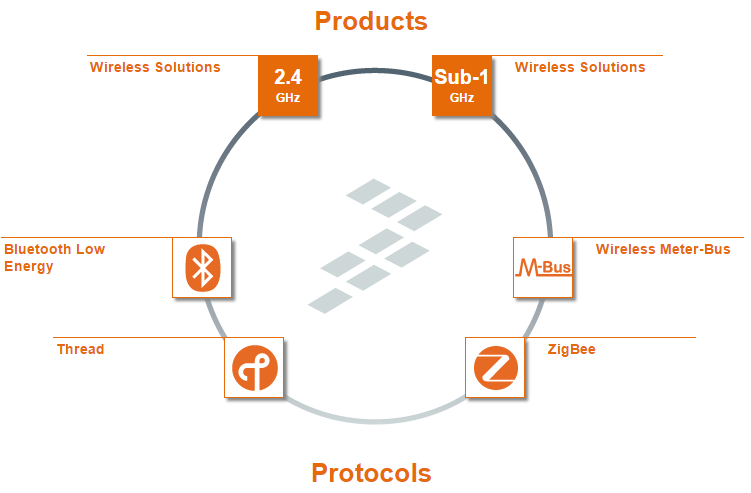 Products
Wireless Solutions
2.4
GHz
Sub-1
GHz
Wireless Solutions
Bluetooth Low
Energy
M-Bus
Wireless Meter-Bus
Thread
ZigBee
Protocols